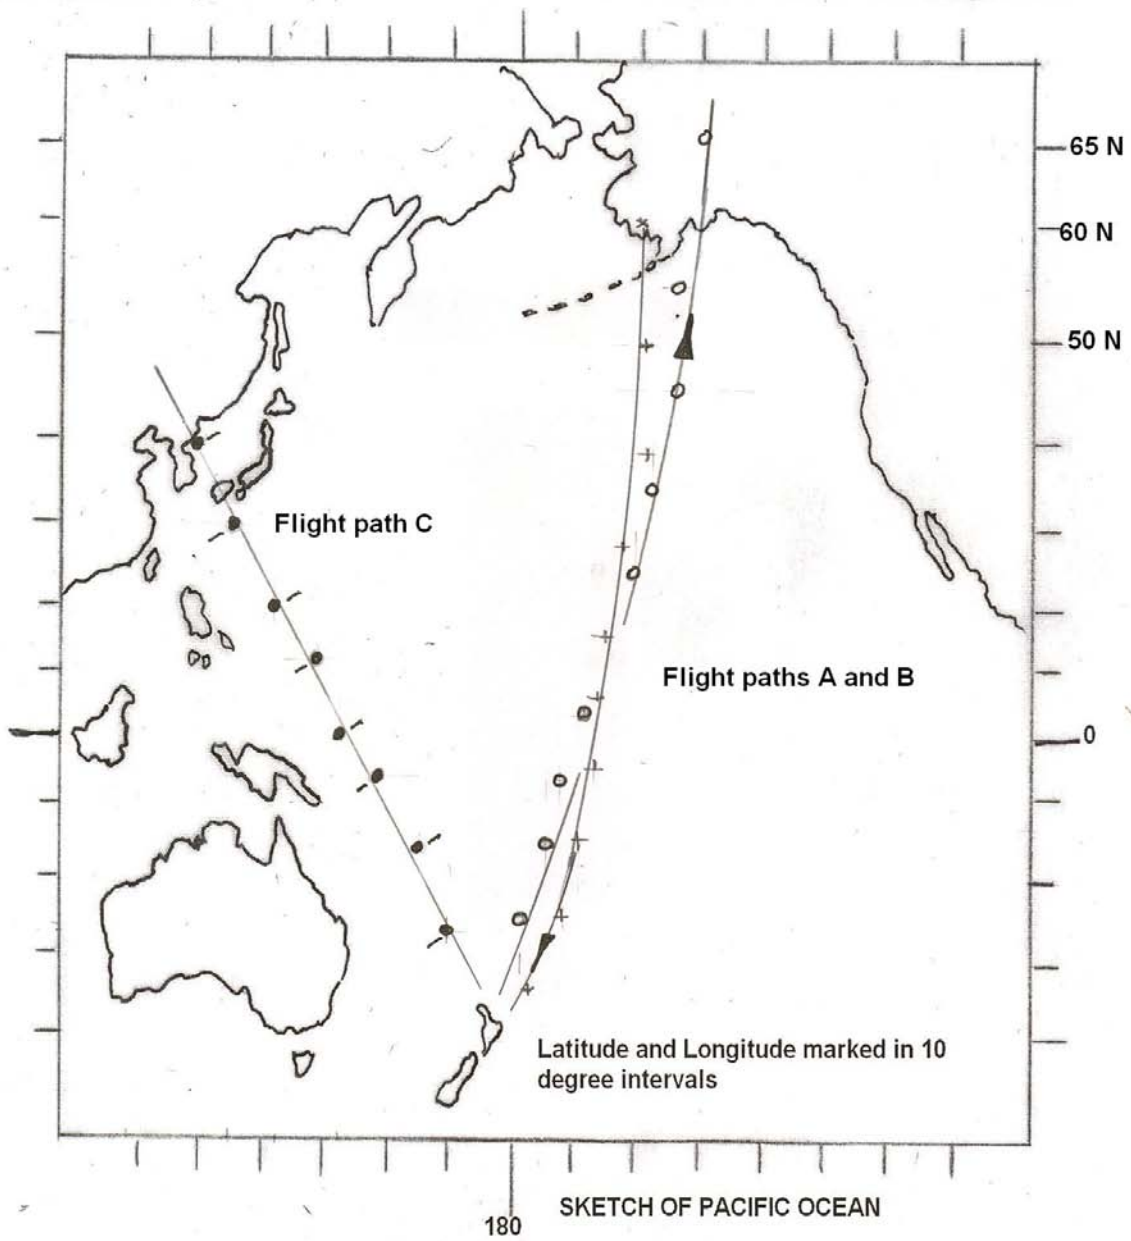 65 N
60 N
50 N
Flight path C
Flight paths A and B
0
Latitude and Longitude marked in 10
degree intervals
SKETCH OF PACIFIC OCEAN
180